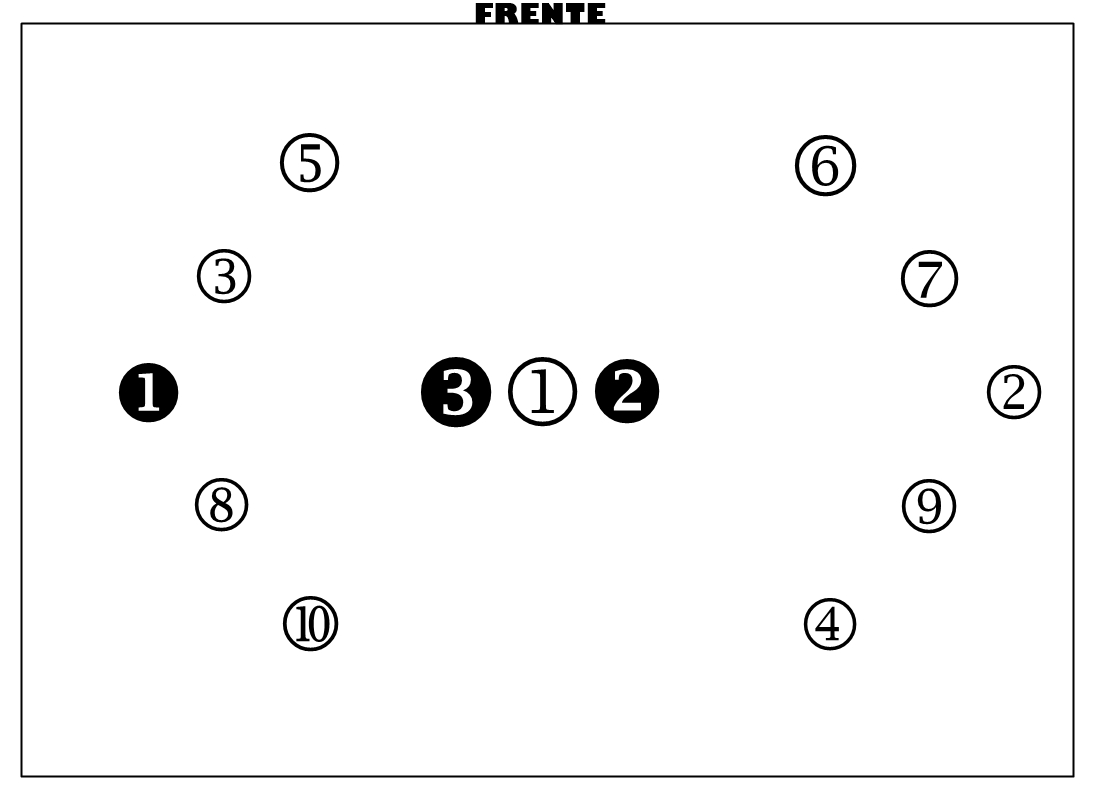 FRENTE
⑤ ⑥
③ ⑦
❶ ❸ ① ❷ ②
⑧ ⑨
⑩ ④